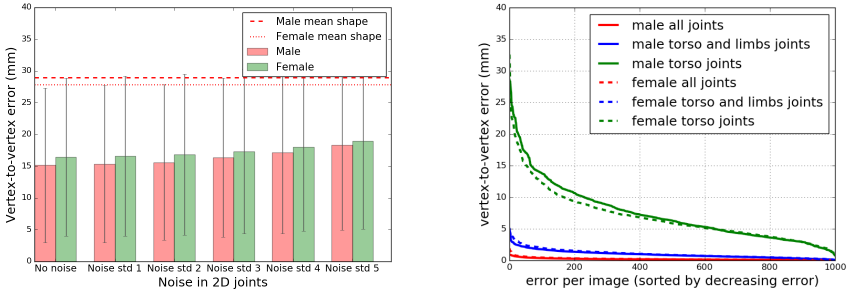 40
35
30
25
20
15
10
5
0
Vertex-to-vertex error (mm)
Male mean shape
Female mean shape
Male
Female
No noise
Noise std 1
Noise std 2
Noise std 3
Noise std 4
Noise std 5
Noise in 2D joints
40
35
30
25
20
15
10
5
0
vertex-to-vertex error (mm)
male all joints
male torso and limbs joints
male torso joints
female all joints
female torso and limbs joints
female torso joints
0 200 400 600 800 1000
error per image (sorted by decreasing error)